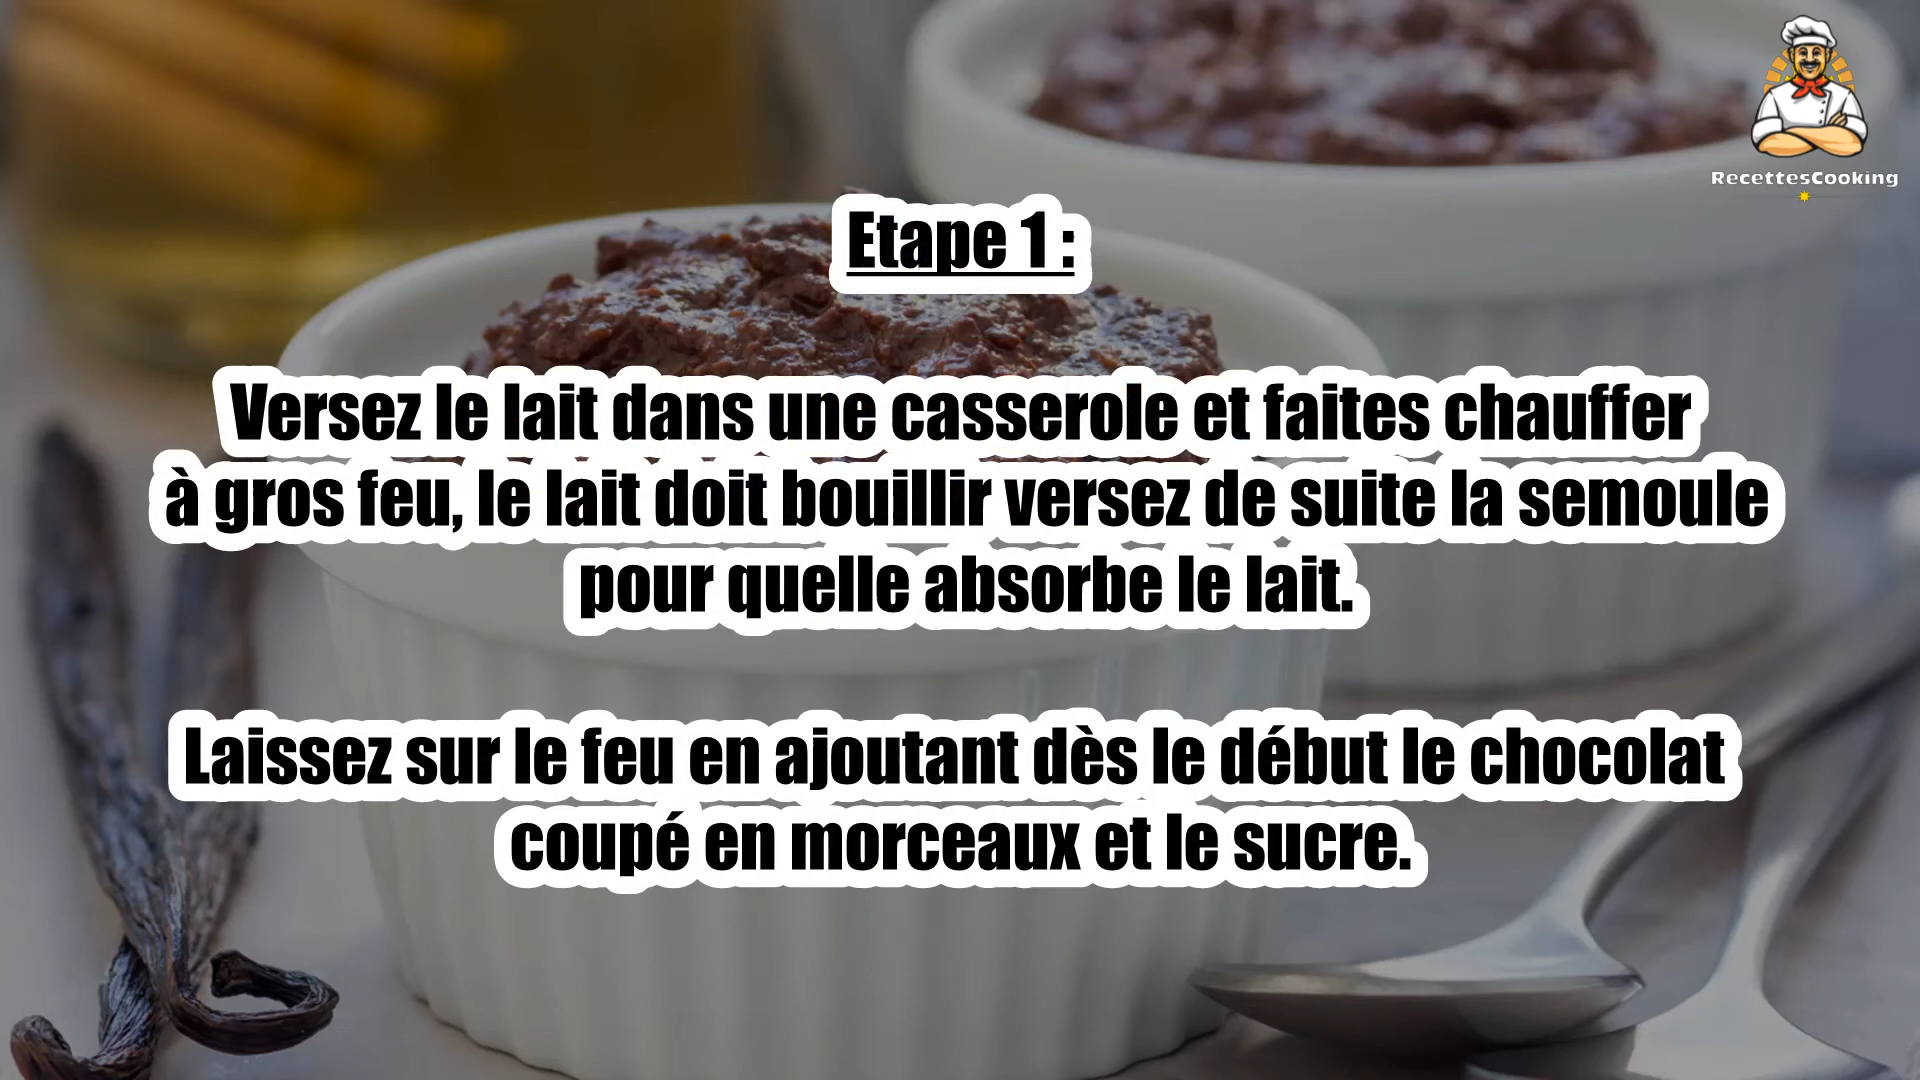 RecettesCooking
Etape 1 :
Versez le lait dans une casserole et faites chauffer
à gros feu, le lait doit bouillir versez de suite la semoule
pour quelle absorbe le lait.
Laissez sur le feu en ajoutant dès le début le chocolat
coupé en morceaux et le sucre.